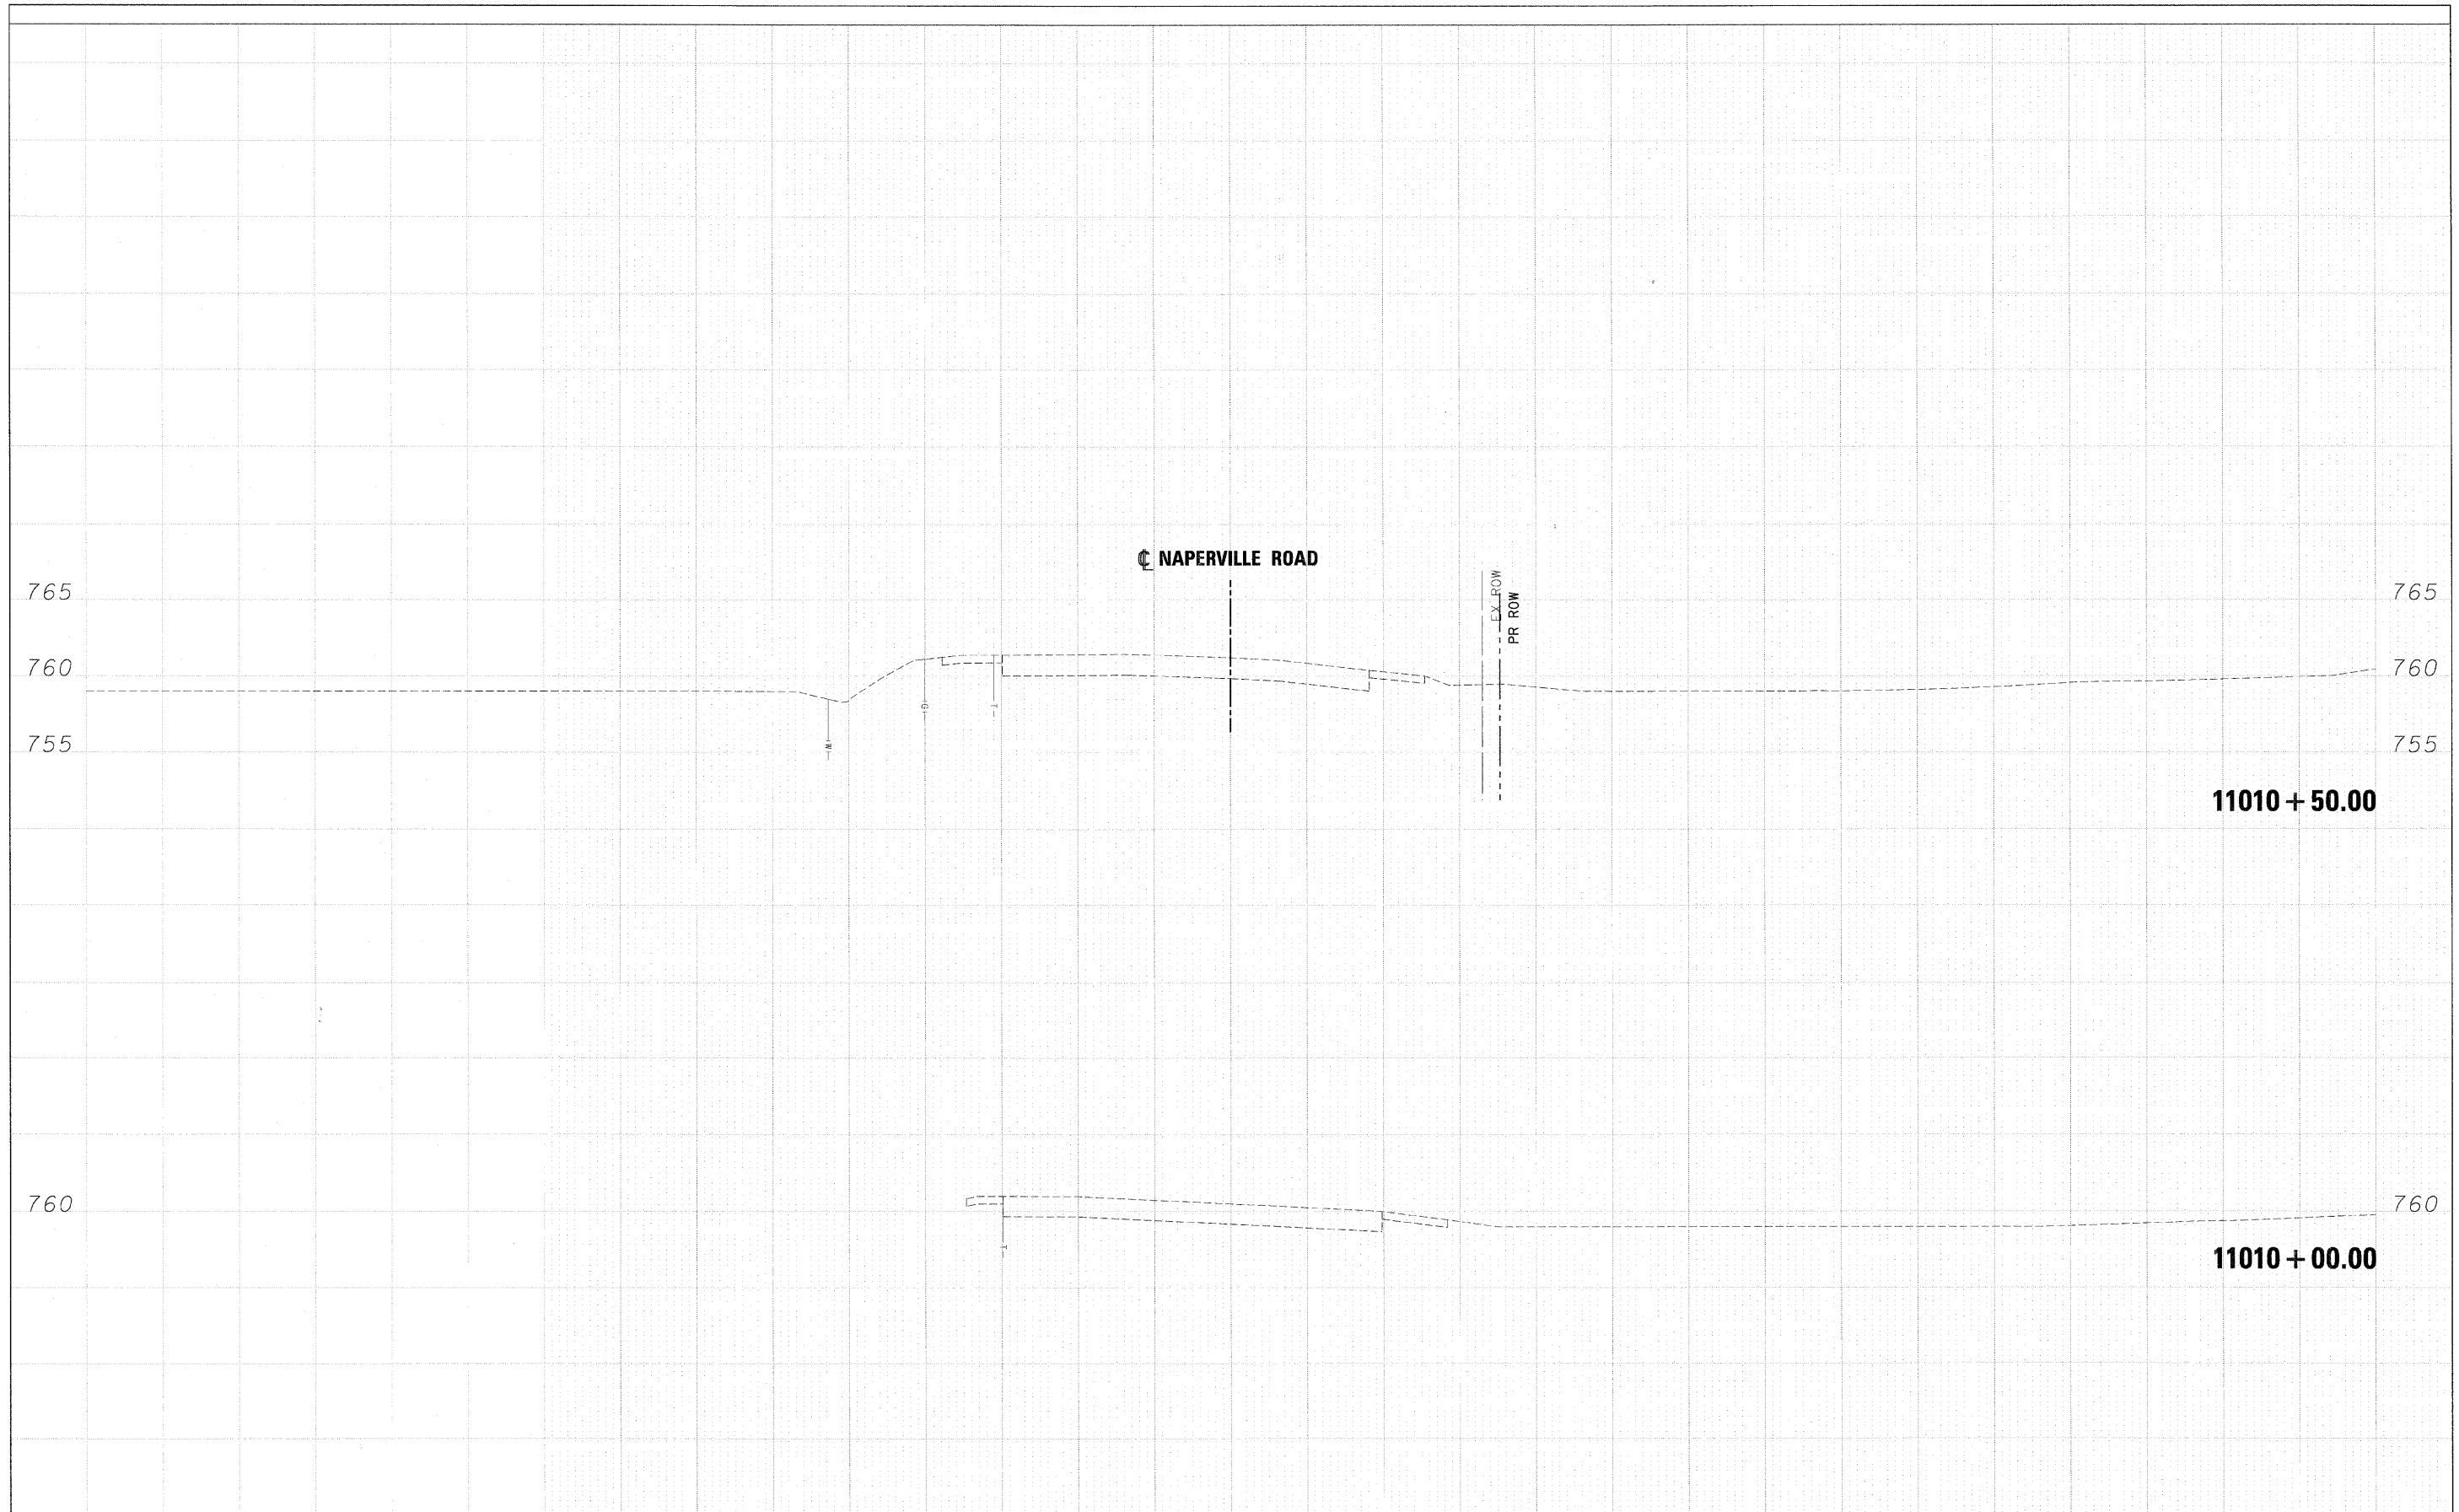 ℄ NAPERVILLE ROAD
EX ROW
PR ROW
765 765
760 760
-G-
-T-
755 755
-W-
11010 + 50.00
760 760
-T-
11010 + 00.00